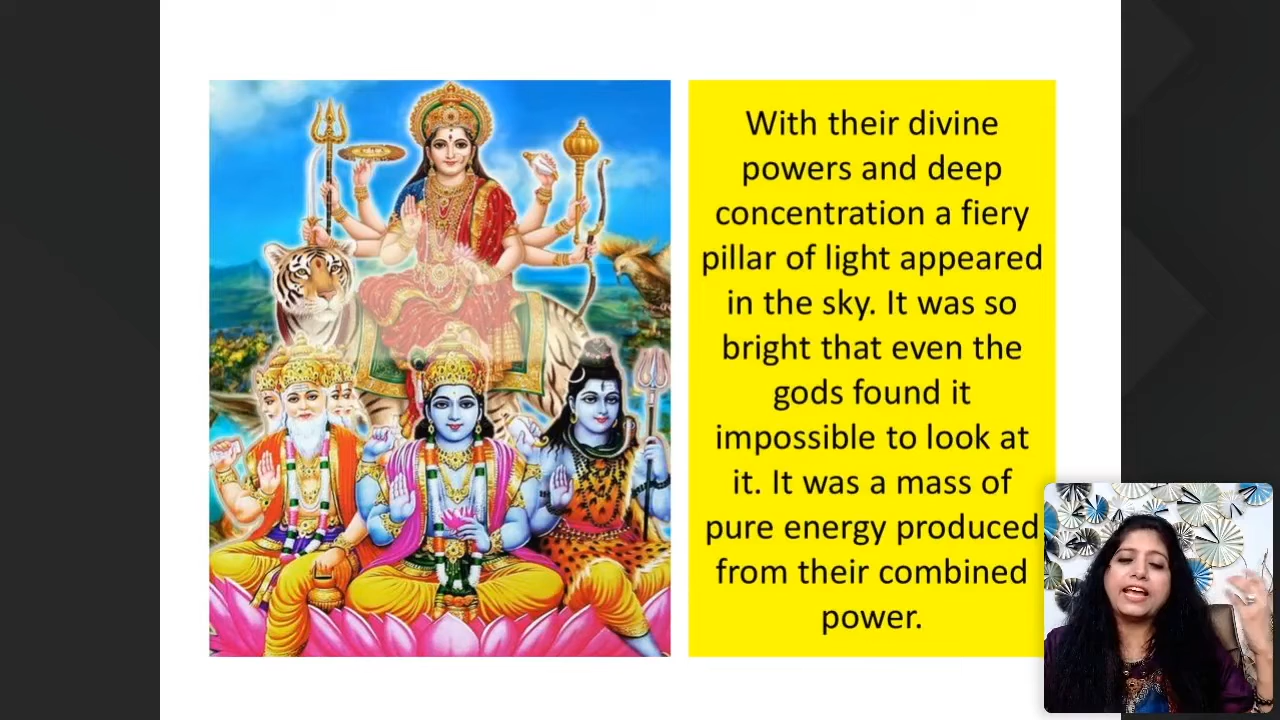 With their divine
powers and deep
concentration a fiery
pillar of light appeared
in the sky. It was so
bright that even the
gods found it
impossible to look at
it. It was a mass of
pure energy produced
from their combined
power.